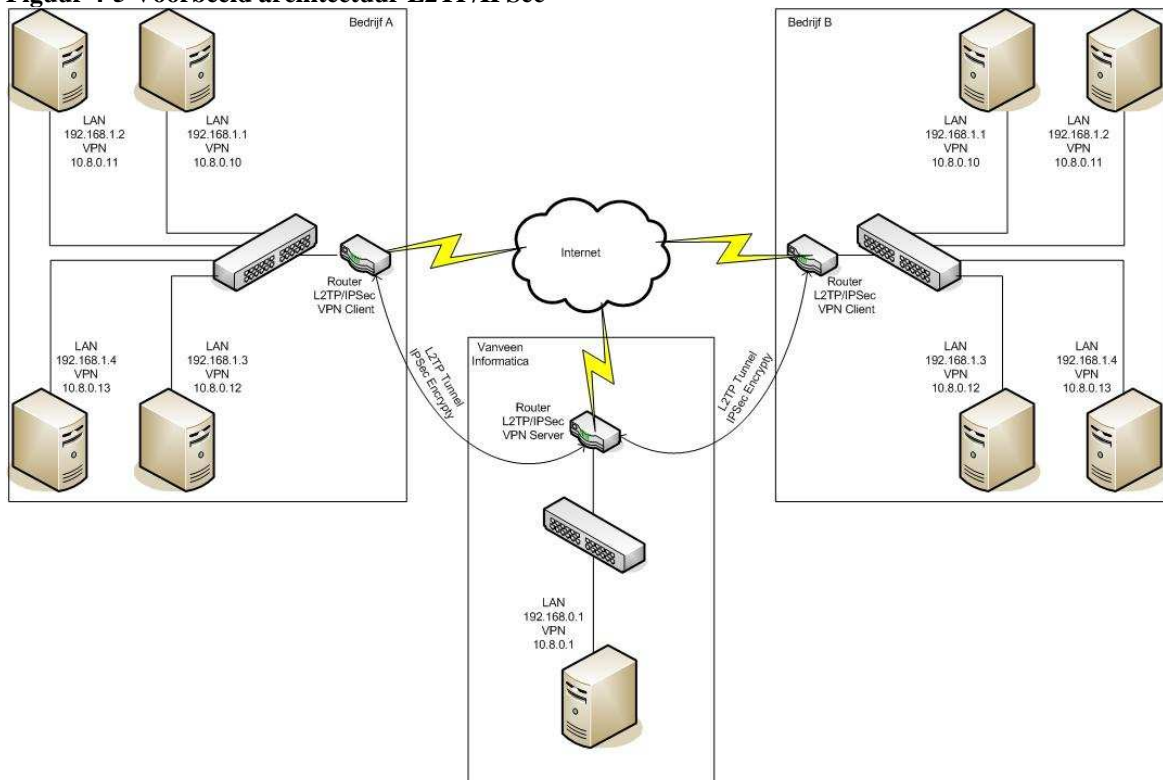 Figuur 4-3 Voorbeeld architectuur L2TP/IPSec
Bedrijf A
LAN
192.168.1.2
VPN
10.8.0.11
LAN
192.168.1.1
VPN
10.8.0.10
Router
L2TP/IPSec
VPN Client
LAN
192.168.1.4
VPN
10.8.0.13
LAN
192.168.1.3
VPN
10.8.0.12
L2TP Tunnel
IPSec Encrypty
Internet
Bedrijf B
LAN
192.168.1.1
VPN
10.8.0.10
LAN
192.168.1.2
VPN
10.8.0.11
Router
L2TP/IPSec
VPN Client
LAN
192.168.1.3
VPN
10.8.0.12
LAN
192.168.1.4
VPN
10.8.0.13
L2TP Tunnel
IPSec Encrypty
Vanveen
Informatica
Router
L2TP/IPSec
VPN Server
LAN
192.168.0.1
VPN
10.8.0.1